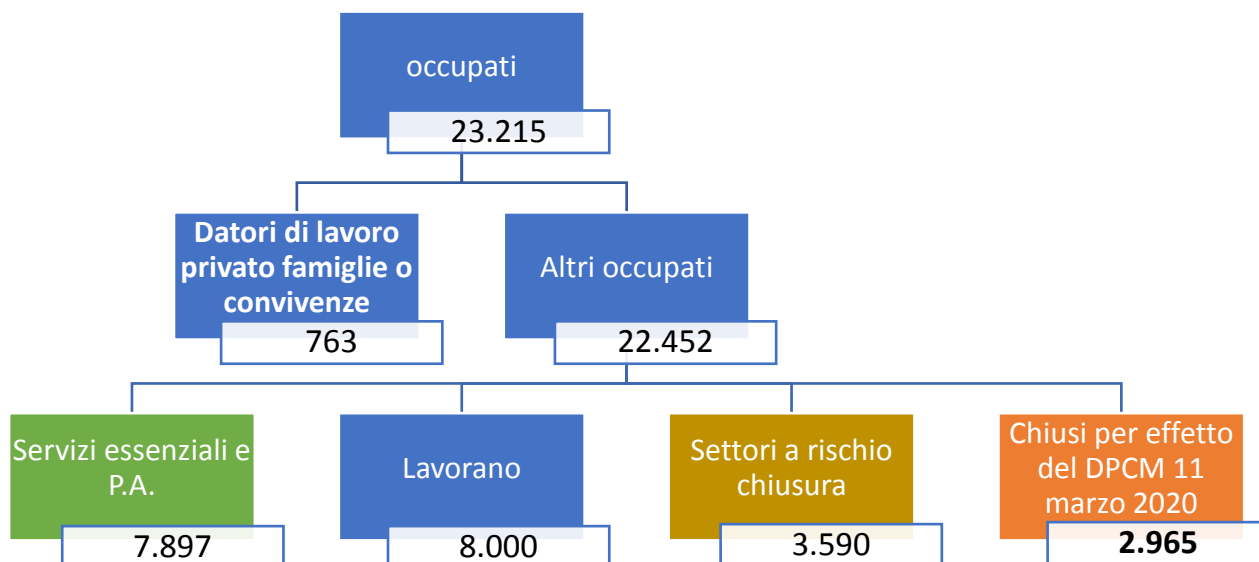 occupati
23.215
Datori di lavoro
privato famiglie o
convivenze
763
Altri occupati
22.452
Servizi essenziali e
P.A.
7.897
Lavorano
8.000
Settori a rischio
chiusura
3.590
Chiusi per effetto
del DPCM 11
marzo 2020
2.965